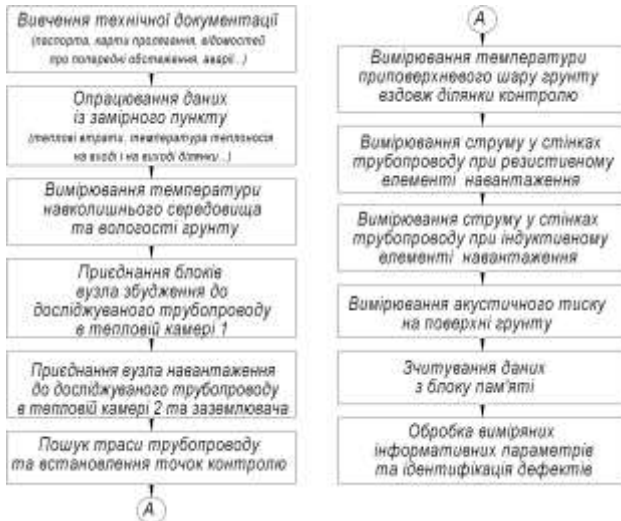 Вивчення технічної документації
(паспорта, карти пролягання, відомостей
про попередні обстеження, аварії...)
Опрацювання даних
із замірного пункту
(теплові втрати, температура теплоносія
на вході і на виході ділянки...)
Вимірювання температури
навколишнього середовища
та вологості грунту
Приєднання блоків
вузла збудження до
досліджуваного трубопроводу
в тепловій камері 1
Приєднання вузла навантаження
до досліджуваного трубопроводу
в тепловій камері 2 та заземлювача
Пошук траси трубопроводу
та встановлення точок контролю
А
А
Вимірювання температури
приповерхневого шару грунту
вздовж ділянки контролю
Вимірювання струму у стінках
трубопроводу при резистивному
елементі навантаження
Вимірювання струму у стінках
трубопроводу при індуктивному
елементі навантаження
Вимірювання акустичного тиску
на поверхні грунту
Зчитування даних
з блоку пам'яті
Обробка виміряних
інформативних параметрів
та ідентифікація дефектів